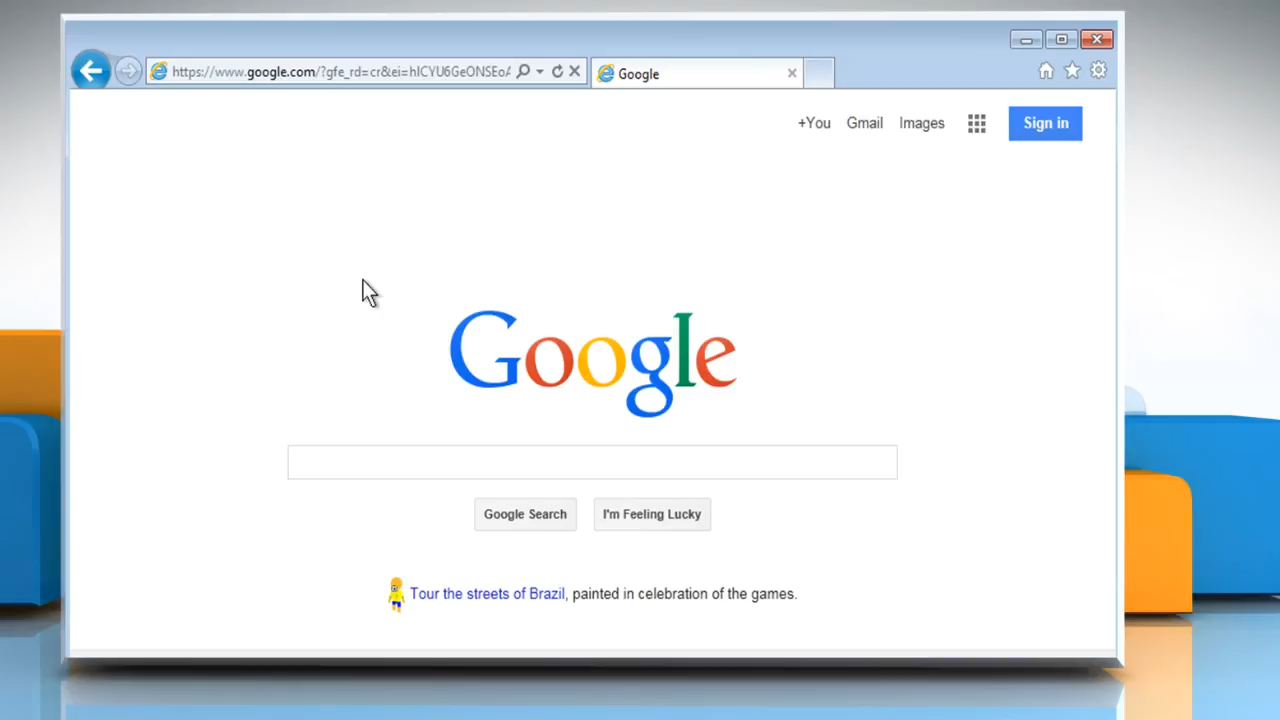 https://www.google.com/?gfe_rd=cr&ei=hICYU6GeONSEoA
Google
+You Gmail Images Sign in
Google
Google Search I'm Feeling Lucky
Tour the streets of Brazil, painted in celebration of the games.